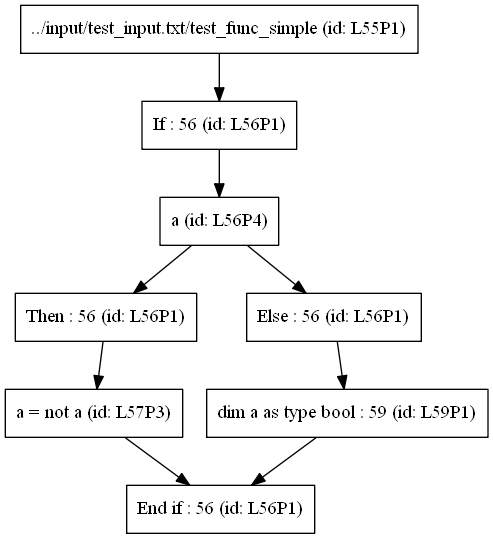 ../input/test_input.txt/test_func_simple (id: L55P1)
If : 56 (id: L56P1)
a (id: L56P4)
Then : 56 (id: L56P1)
Else : 56 (id: L56P1)
a = not a (id: L57P3)
dim a as type bool : 59 (id: L59P1)
End if : 56 (id: L56P1)